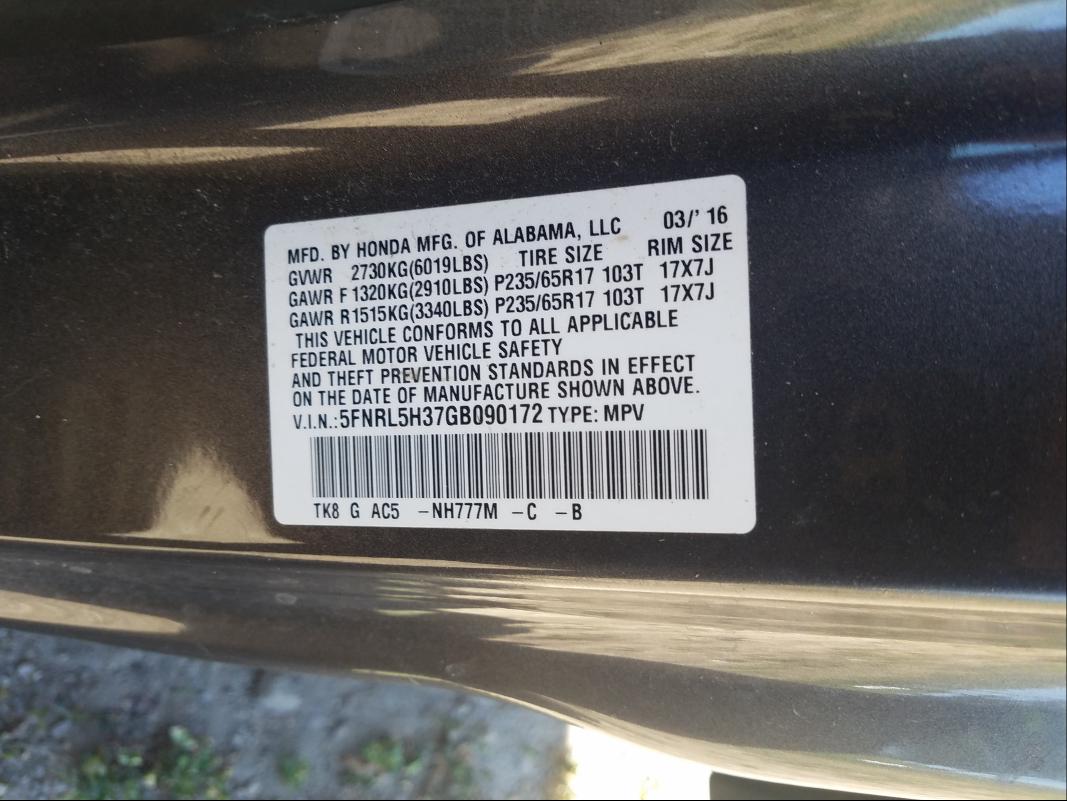 MFD. BY HONDA MFG. OF ALABAMA, LLC 03/' 16
GVWR 2730KG(6019LBS) TIRE SIZE RIM SIZE
GAWR F 1320KG(2910LBS) P235/65R17 103T 17X7J
GAWR R1515KG(3340LBS) P235/65R17 103T 17X7J
THIS VEHICLE CONFORMS TO ALL APPLICABLE
FEDERAL MOTOR VEHICLE SAFETY
AND THEFT PREVENTION STANDARDS IN EFFECT
ON THE DATE OF MANUFACTURE SHOWN ABOVE.
V.I.N.:5FNRL5H37GB090172 TYPE: MPV
TK8 G AC5 -NH777M -C -B